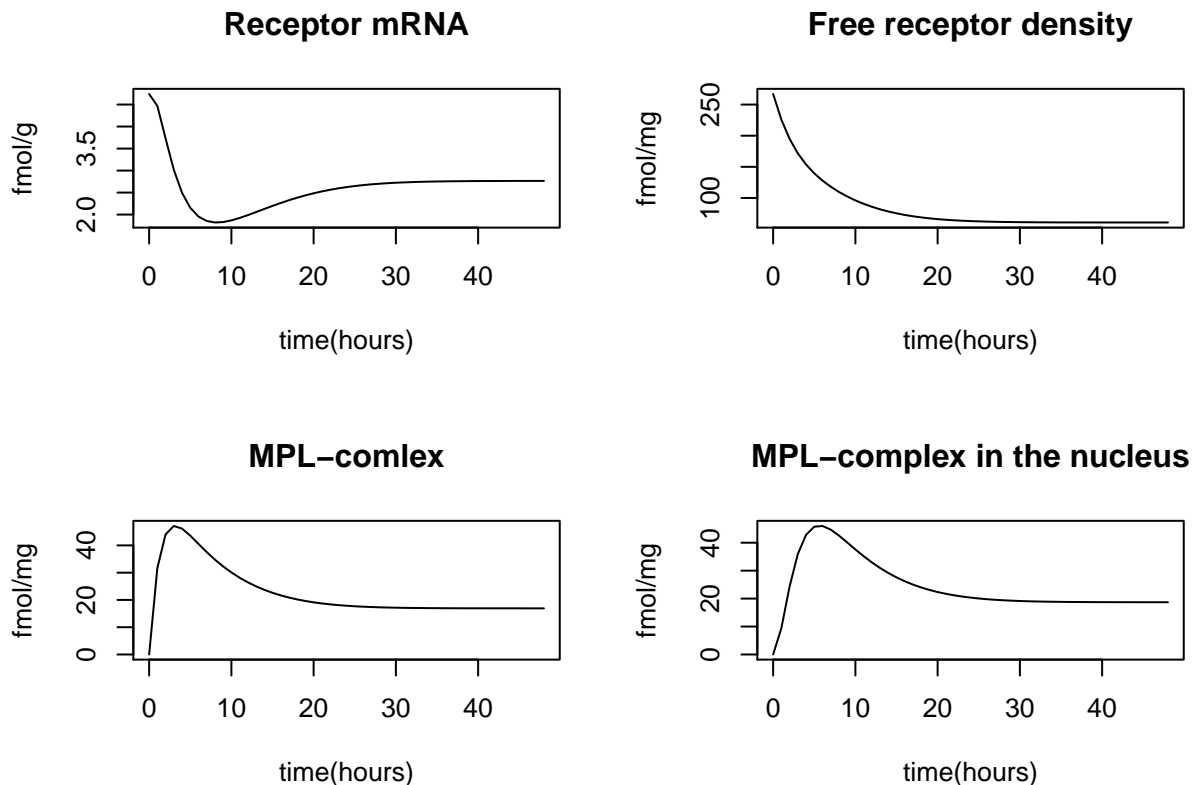 Receptor mRNA
fmol/g
3.5
2.0
0 10 20 30 40
time(hours)
Free receptor density
fmol/mg
250
100
0 10 20 30 40
time(hours)
MPL−comlex
fmol/mg
40
20
0
0 10 20 30 40
time(hours)
MPL−complex in the nucleus
fmol/mg
40
20
0
0 10 20 30 40
time(hours)